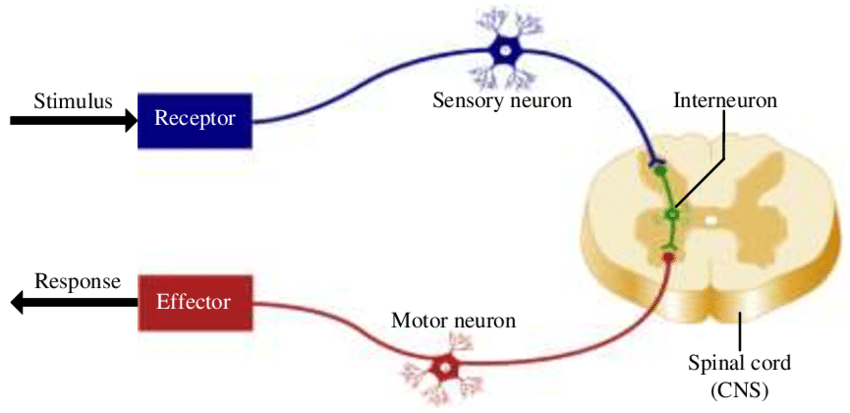 Stimulus
Receptor
Sensory neuron
Interneuron
Response
Effector
Motor neuron
Spinal cord
(CNS)